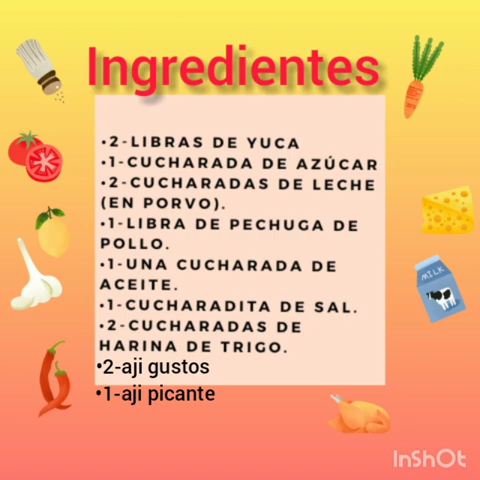 Ingredientes
•2-LIBRAS DE YUCA
•1-CUCHARADA DE AZÚCAR
•2-CUCHARADAS DE LECHE
(EN PORVO).
•1-LIBRA DE PECHUGA DE
POLLO.
•1-UNA CUCHARADA DE
ACEITE.
•1-CUCHARADITA DE SAL.
•2-CUCHARADAS DE
HARINA DE TRIGO.
•2-aji gustos
•1-aji picante
MILK
InShOt